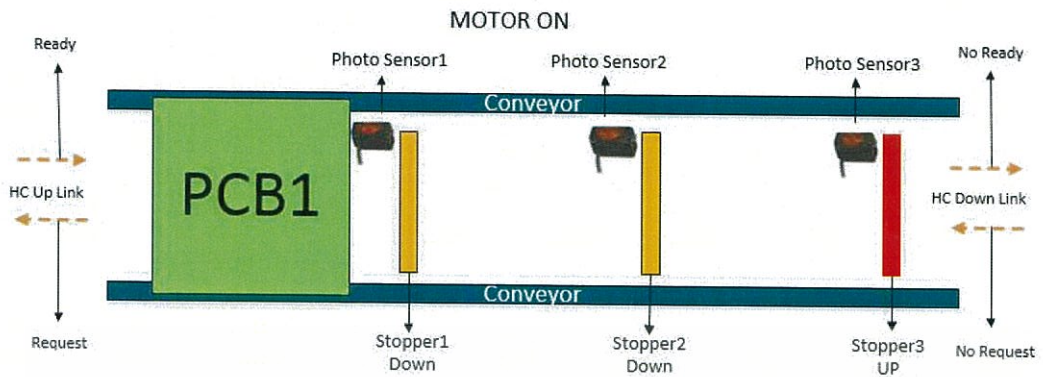 MOTOR ON
Ready
Photo Sensor1
Photo Sensor2
Photo Sensor3
No Ready
Conveyor
PCB1
HC Up Link
HC Down Link
Conveyor
Request
Stopper1
Down
Stopper2
Down
Stopper3
UP
No Request